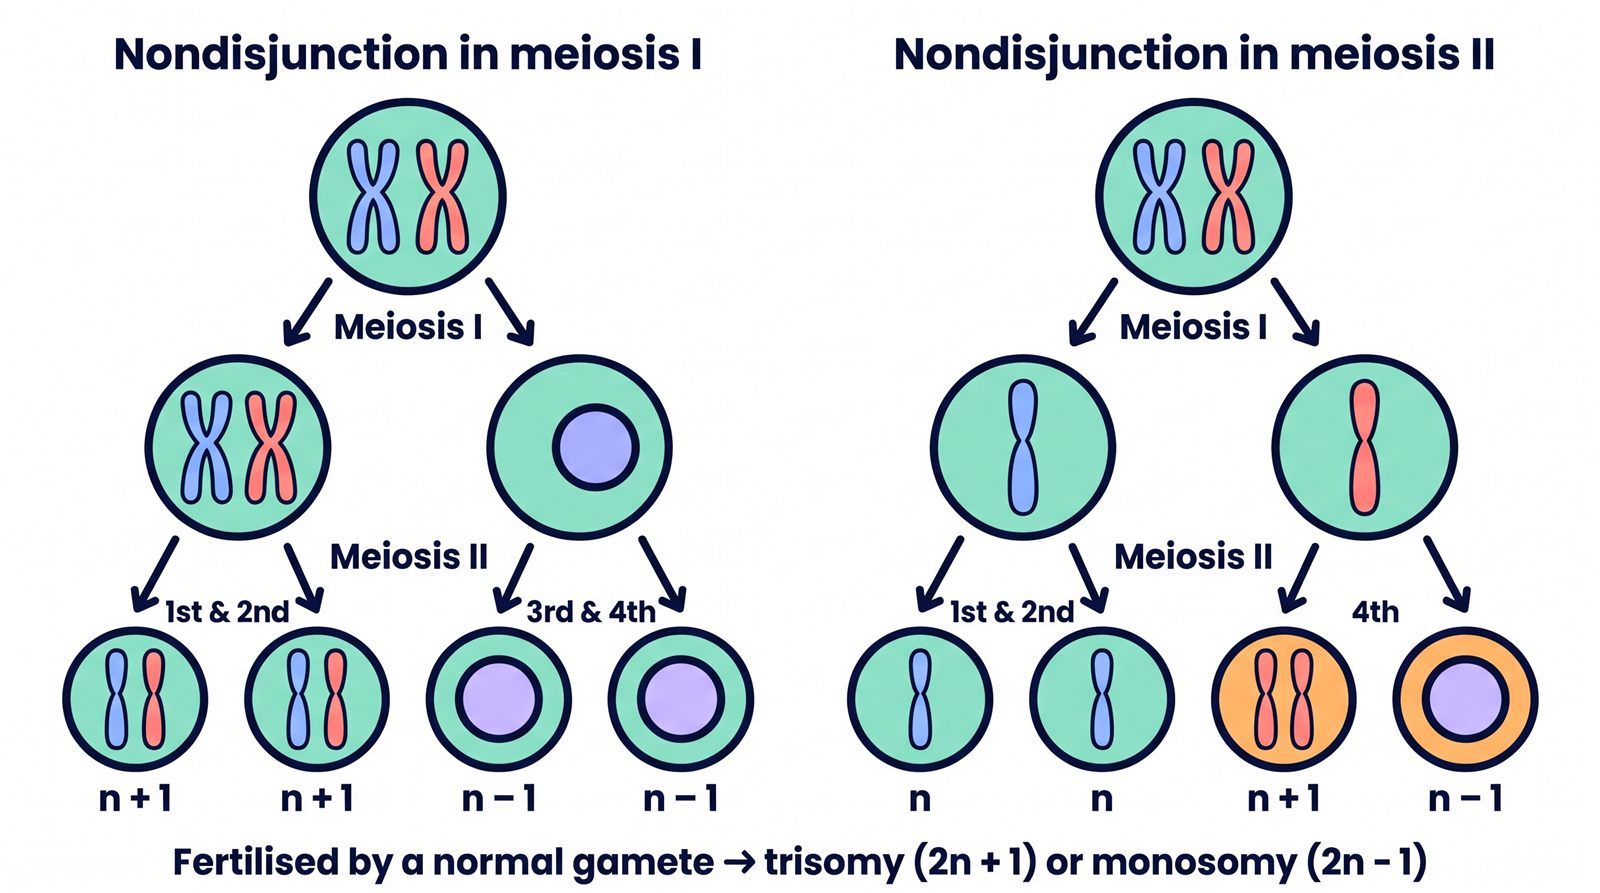 Nondisjunction in meiosis I
Meiosis I
Meiosis II
1st & 2nd
3rd & 4th
n + 1
n + 1
n – 1
n – 1
Nondisjunction in meiosis II
Meiosis I
Meiosis II
1st & 2nd
4th
n
n
n + 1
n – 1
Fertilised by a normal gamete → trisomy (2n + 1) or monosomy (2n - 1)